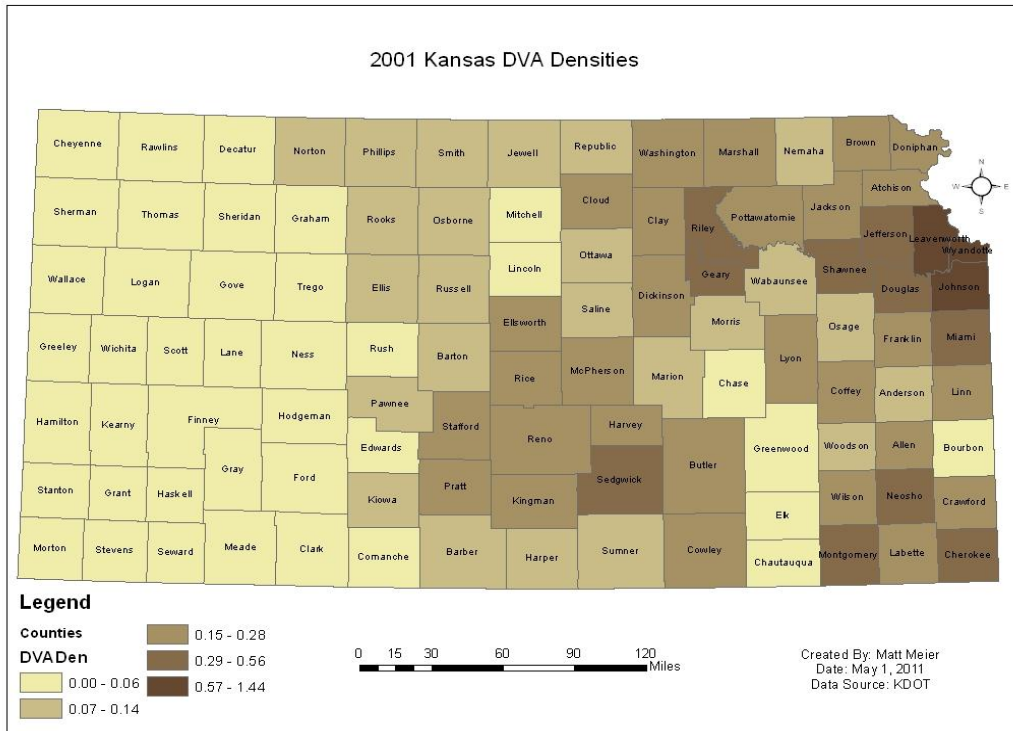 2001 Kansas DVA Densities
Cheyenne
Rawlins
Decatur
Norton
Phillips
Smith
Jewell
Republic
Washington
Marshall
Nemaha
Brown
Doniphan
Atchison
Sherman
Thomas
Sheridan
Graham
Rooks
Osborne
Mitchell
Cloud
Clay
Riley
Pottawatomie
Jackson
Jefferson
Leavenworth
Wyandotte
Wallace
Logan
Gove
Trego
Ellis
Russell
Lincoln
Ottawa
Saline
Dickinson
Geary
Wabaunsee
Shawnee
Douglas
Johnson
Greeley
Wichita
Scott
Lane
Ness
Rush
Barton
Ellsworth
Rice
McPherson
Marion
Morris
Chase
Lyon
Osage
Franklin
Miami
Hamilton
Kearny
Finney
Hodgeman
Pawnee
Edwards
Stafford
Reno
Harvey
Butler
Greenwood
Coffey
Anderson
Linn
Stanton
Grant
Haskell
Gray
Ford
Kiowa
Pratt
Kingman
Sedgwick
Elk
Woodson
Allen
Bourbon
Wilson
Neosho
Crawford
Morton
Stevens
Seward
Meade
Clark
Comanche
Barber
Harper
Sumner
Cowley
Chautauqua
Montgomery
Labette
Cherokee
N
W E
S
Legend
Counties
DVA Den
0.00 - 0.06
0.07 - 0.14
0.15 - 0.28
0.29 - 0.56
0.57 - 1.44
0 15 30 60 90 120
Miles
Created By: Matt Meier
Date: May 1, 2011
Data Source: KDOT